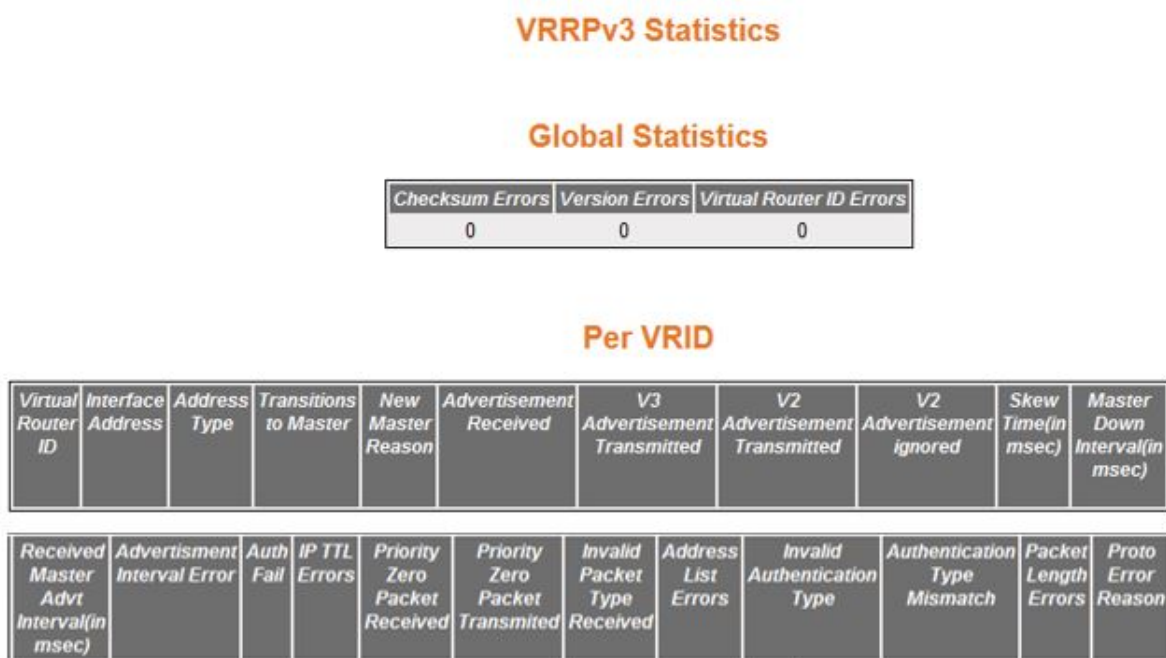 VRRPv3 Statistics
Global Statistics
Checksum Errors Version Errors Virtual Router ID Errors
0 0 0
Per VRID
Virtual Interface Address Transitions New Advertisement V3 V2 V2 Skew Master
Router Address Type to Master Master Received Advertisement Advertisement Advertisement Time(in Down
ID Reason Transmitted Transmitted ignored msec) Interval(in
msec)
Received Advertisment Auth IP TTL Priority Priority Invalid Address Invalid Authentication Packet Proto
Master Interval Error Fail Errors Zero Zero Packet List Authentication Type Length Error
Advt Packet Packet Type Errors Type Mismatch Errors Reason
Interval(in Received Transmited Received
msec)